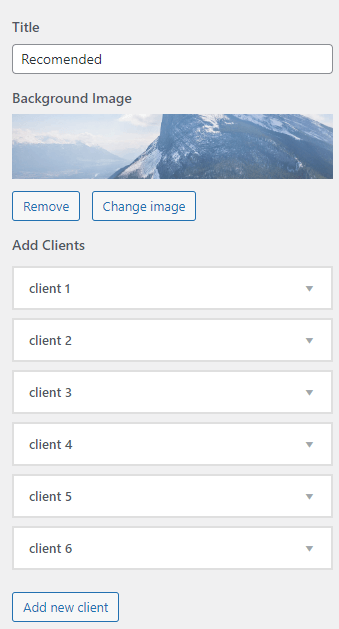 Title
Recomended
Background Image
Remove Change image
Add Clients
client 1
client 2
client 3
client 4
client 5
client 6
Add new client